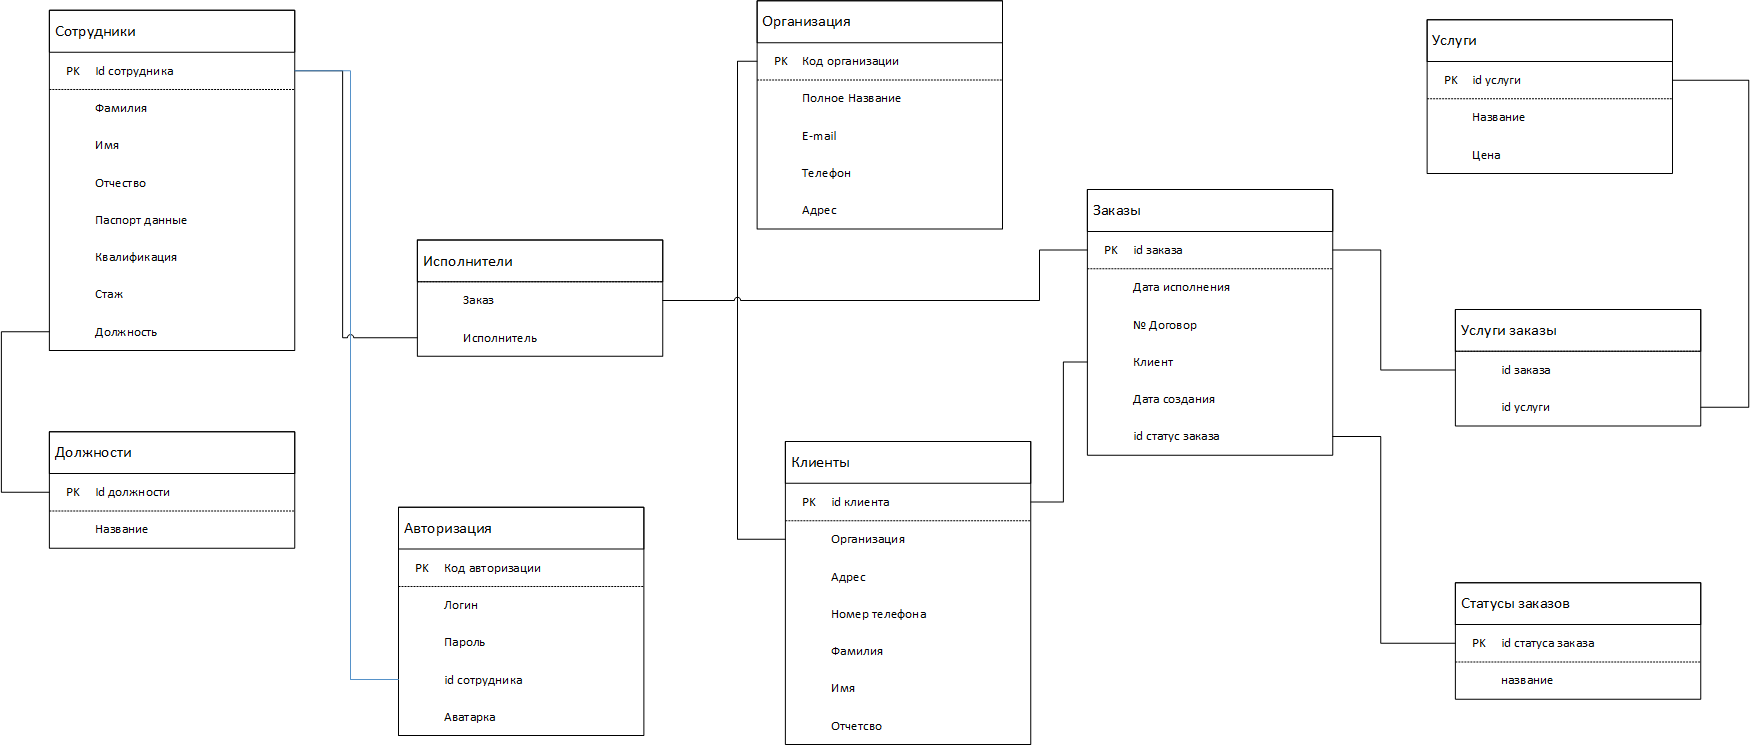 Сотрудники
PK Id сотрудника
Фамилия
Имя
Отчество
Паспорт данные
Квалификация
Стаж
Должность
Должности
PK Id должности
Название
Исполнители
Заказ
Исполнитель
Авторизация
PK Код авторизации
Логин
Пароль
id сотрудника
Аватарка
Организация
PK Код организации
Полное Название
E-mail
Телефон
Адрес
Клиенты
PK id клиента
Организация
Адрес
Номер телефона
Фамилия
Имя
Отчетсво
Заказы
PK id заказа
Дата исполнения
№ Договор
Клиент
Дата создания
id статус заказа
Услуги
PK id услуги
Название
Цена
Услуги заказы
id заказа
id услуги
Статусы заказов
PK id статуса заказа
название